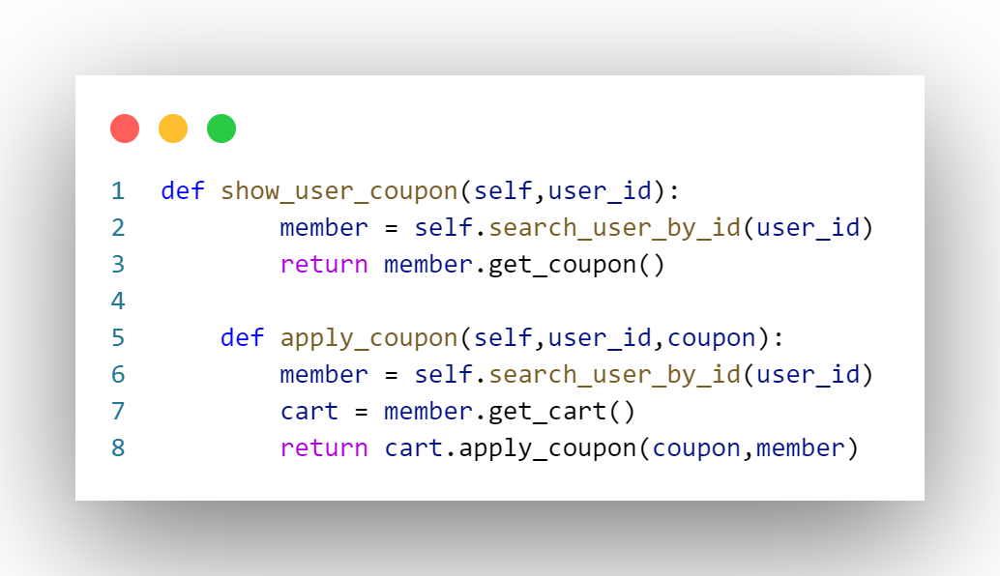 1 def show_user_coupon(self,user_id):
2         member = self.search_user_by_id(user_id)
3         return member.get_coupon()
4
5     def apply_coupon(self,user_id,coupon):
6         member = self.search_user_by_id(user_id)
7         cart = member.get_cart()
8         return cart.apply_coupon(coupon,member)